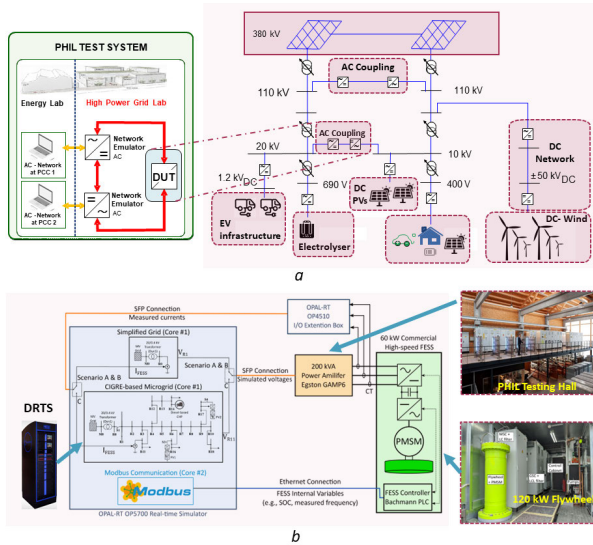 PHIL TEST SYSTEM
Energy Lab
High Power Grid Lab
AC - Network
at PCC 1
Network
Emulator
AC
DUT
AC - Network
at PCC 2
Network
Emulator
AC
380 kV
AC Coupling
110 kV
110 kV
AC Coupling
20 kV
10 kV
DC
Network
±50 kV DC
1.2 kV DC
690 V
DC
PVs
400 V
EV
infrastructure
Electrolyser
DC- Wind
a
SFP Connection
Measured currents
OPAL-RT
OP4510
I/O Extention Box
Simplified Grid (Core #1)
60 kW Commercial
High-speed FESS
Scenario A & B
Scenario A & B
SFP Connection
Simulated voltages
200 kVA
Power Amilifer
Egston GAMP6
CT
PHIL Testing Hall
C
C
CIGRE-based Microgrid (Core #1)
DRTS
PMSM
Modbus Communication (Core #2)
Modbus
Ethernet Connection
FESS Internal Variables
(e.g., SOC, measured frequency)
FESS Controller
Bachmann PLC
120 kW Flywheel
OPAL-RT OP5700 Real-time Simulator
b